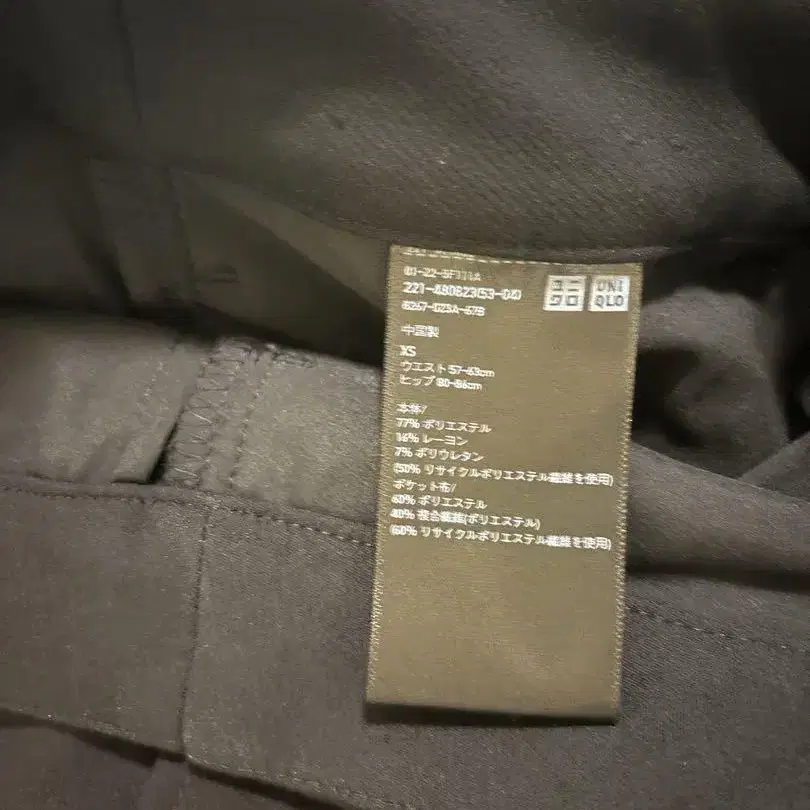 ユニクロ
UNIQLO
221-480823(53-04)
中国製
XS
ウエスト 57-63cm
ヒップ 80-86cm
本体/
77% ポリエステル
16% レーヨン
7% ポリウレタン
(50% リサイクルポリエステル繊維を使用)
ポケット布/
60% ポリエステル
40% 複合繊維(ポリエステル)
(60% リサイクルポリエステル繊維を使用)